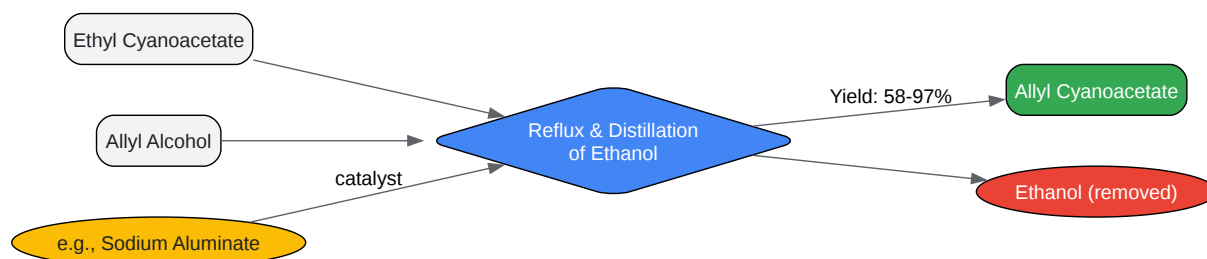 Ethyl Cyanoacetate
Allyl Alcohol
catalyst
e.g., Sodium Aluminate
Reflux & Distillation
of Ethanol
Yield: 58-97%
Allyl Cyanoacetate
Ethanol (removed)